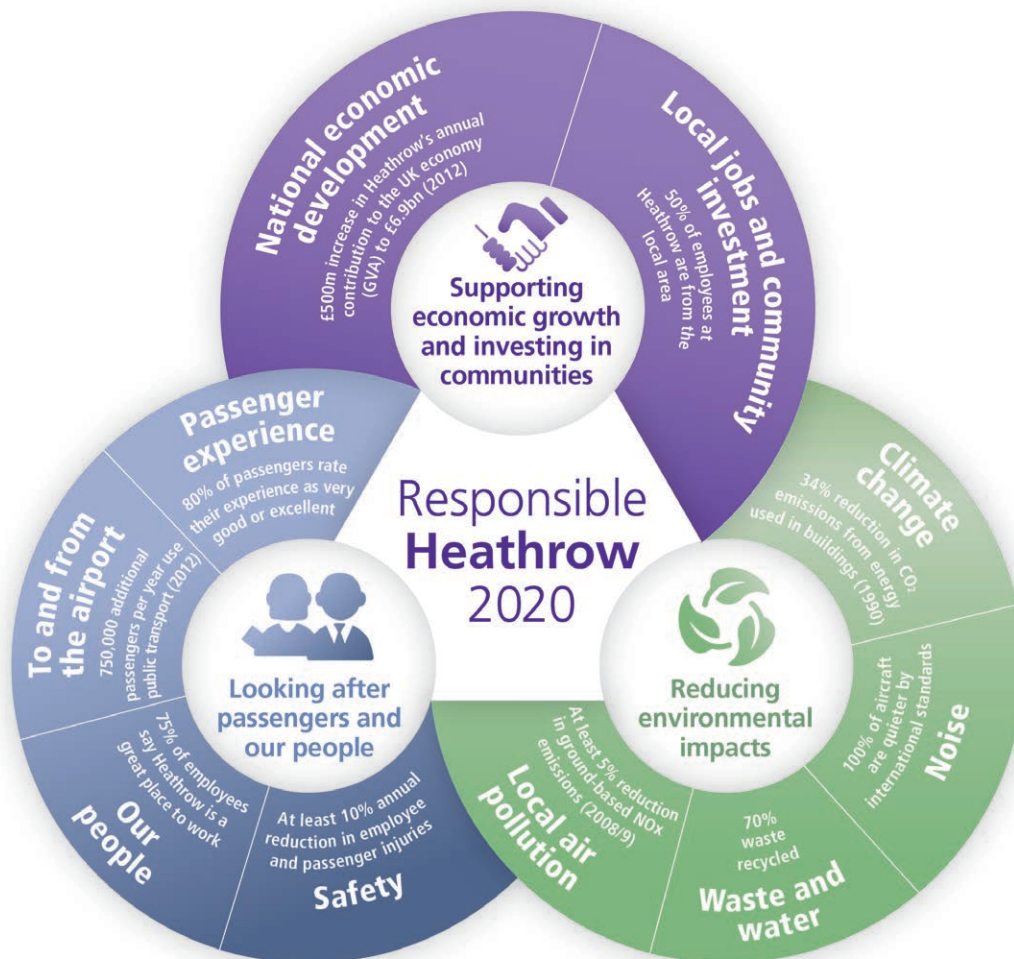 National economic
development
£500m increase in Heathrow's annual
contribution to the UK economy
(GVA) to £6.9bn (2012)
Local jobs and community
investment
50% of employees at
Heathrow are from the
local area
Supporting
economic growth
and investing in
communities
Responsible
Heathrow
2020
Passenger
experience
80% of passengers rate
their experience as very
good or excellent
To and from
the airport
750,000 additional
passengers per year use
public transport (2012)
Our
people
75% of employees
say Heathrow is a
great place to work
Safety
At least 10% annual
reduction in employee
and passenger injuries
Looking after
passengers and
our people
Climate
change
34% reduction in CO₂
emissions from energy
used in buildings (1990)
Noise
100% of aircraft
are quieter by
international standards
Waste and
water
70%
waste
recycled
Local air
pollution
At least 5% reduction
in ground-based NOx
emissions (2008/9)
Reducing
environmental
impacts